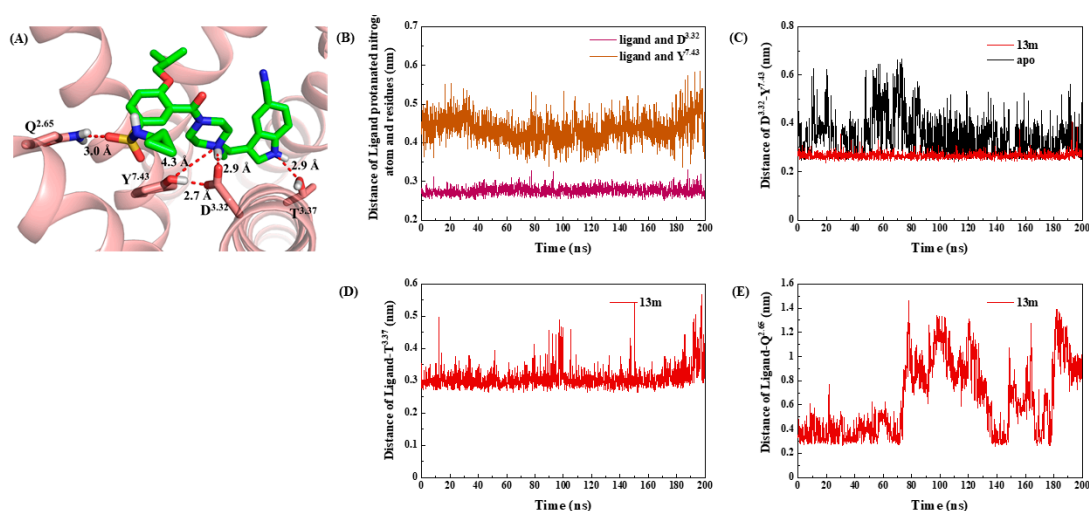 (A)
Q2.65
3.0 Å
4.3 Å
2.9 Å
2.9 Å
Y7.43
2.7 Å
D3.32
T3.37
(B)
Distance of Ligand protanated nitrogen
atom and residues (nm)
ligand and D3.32
ligand and Y7.43
0.7
0.6
0.5
0.4
0.3
0.2
0 20 40 60 80 100 120 140 160 180 200
Time (ns)
(C)
Distance of D3.32-Y7.43 (nm)
13m
apo
0.8
0.6
0.4
0.2
0
0 20 40 60 80 100 120 140 160 180 200
Time (ns)
(D)
Distance of Ligand-T3.37 (nm)
13m
0.6
0.5
0.4
0.3
0.2
0.1
0 20 40 60 80 100 120 140 160 180 200
Time (ns)
(E)
Distance of Ligand-Q2.65 (nm)
13m
1.6
1.4
1.2
1
0.8
0.6
0.4
0.2
0 20 40 60 80 100 120 140 160 180 200
Time (ns)